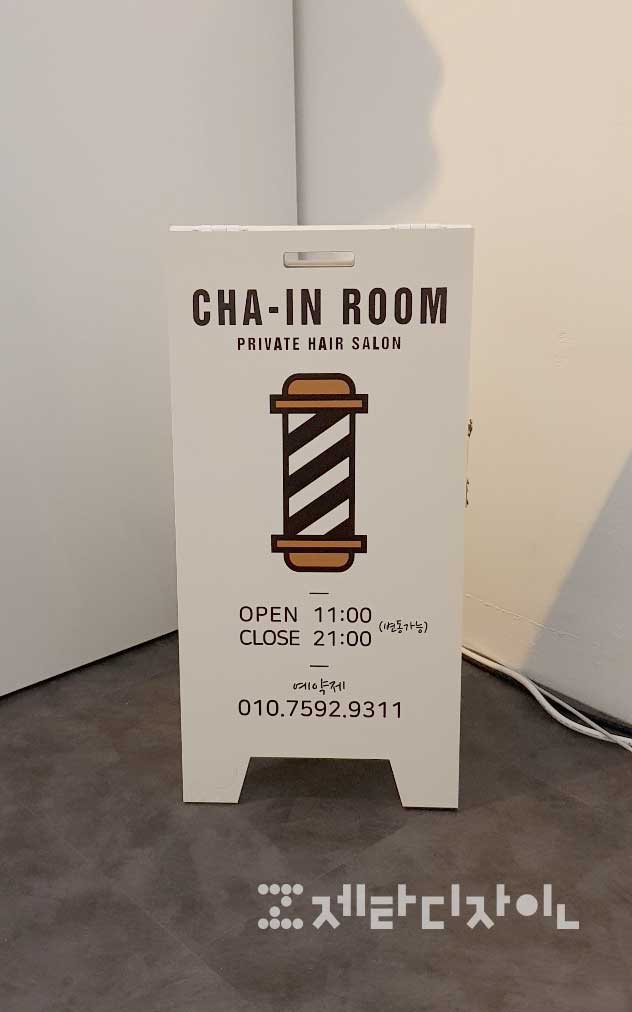 CHA-IN ROOM
PRIVATE HAIR SALON
OPEN 11:00
CLOSE 21:00
(변동가능)
예약제
010.7592.9311
제타디자인